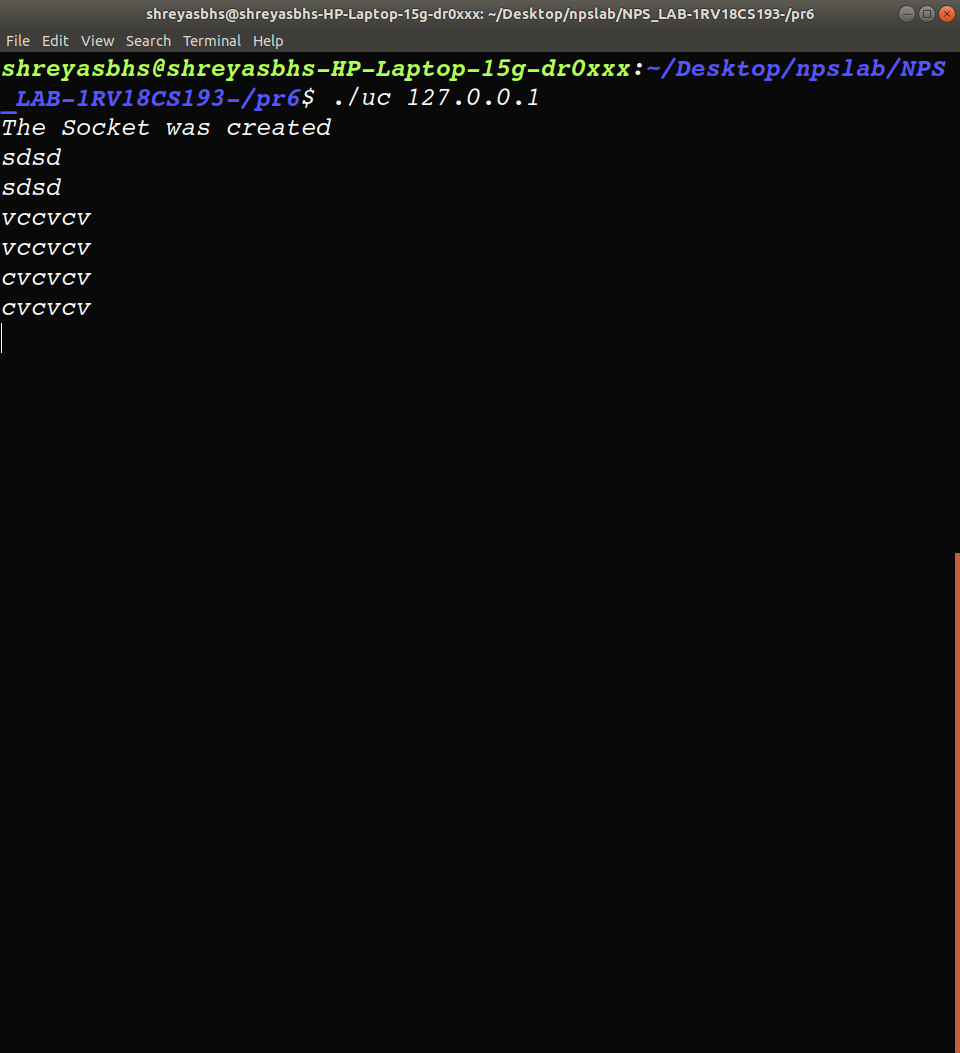 shreyasbhs@shreyasbhs-HP-Laptop-15g-dr0xxx: ~/Desktop/npslab/NPS_LAB-1RV18CS193-/pr6
File Edit View Search Terminal Help
shreyasbhs@shreyasbhs-HP-Laptop-15g-dr0xxx:~/Desktop/npslab/NPS
_LAB-1RV18CS193-/pr6$ ./uc 127.0.0.1
The Socket was created
sdsd
sdsd
vccvcv
vccvcv
cvcvcv
cvcvcv